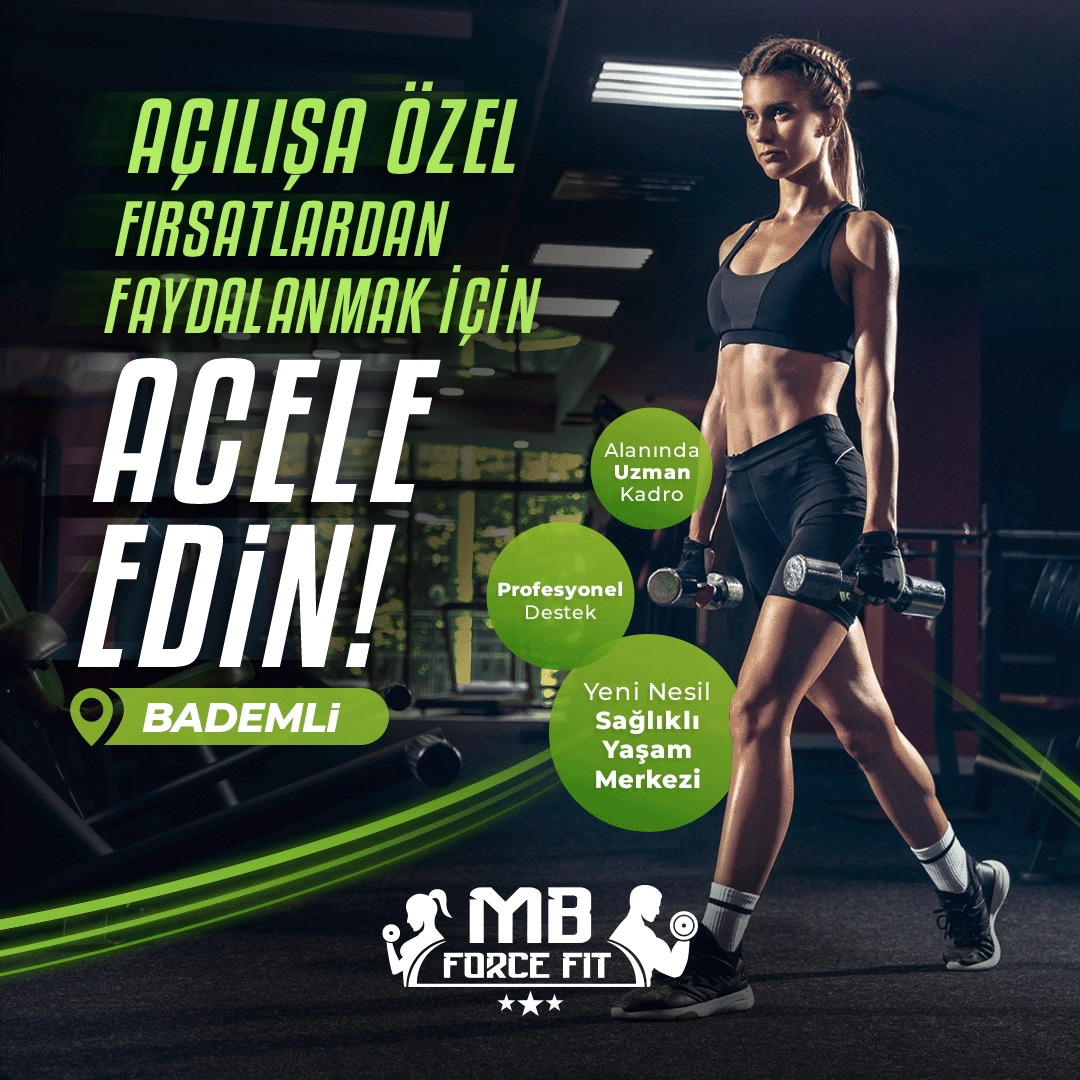 AÇILIŞA ÖZEL
FIRSATLARDAN
FAYDALANMAK İÇİN
ACELE
EDİN!
BADEMLİ
Alanında
Uzman
Kadro
Profesyonel
Destek
Yeni Nesil
Sağlıklı
Yaşam
Merkezi
MB
FORCE FIT